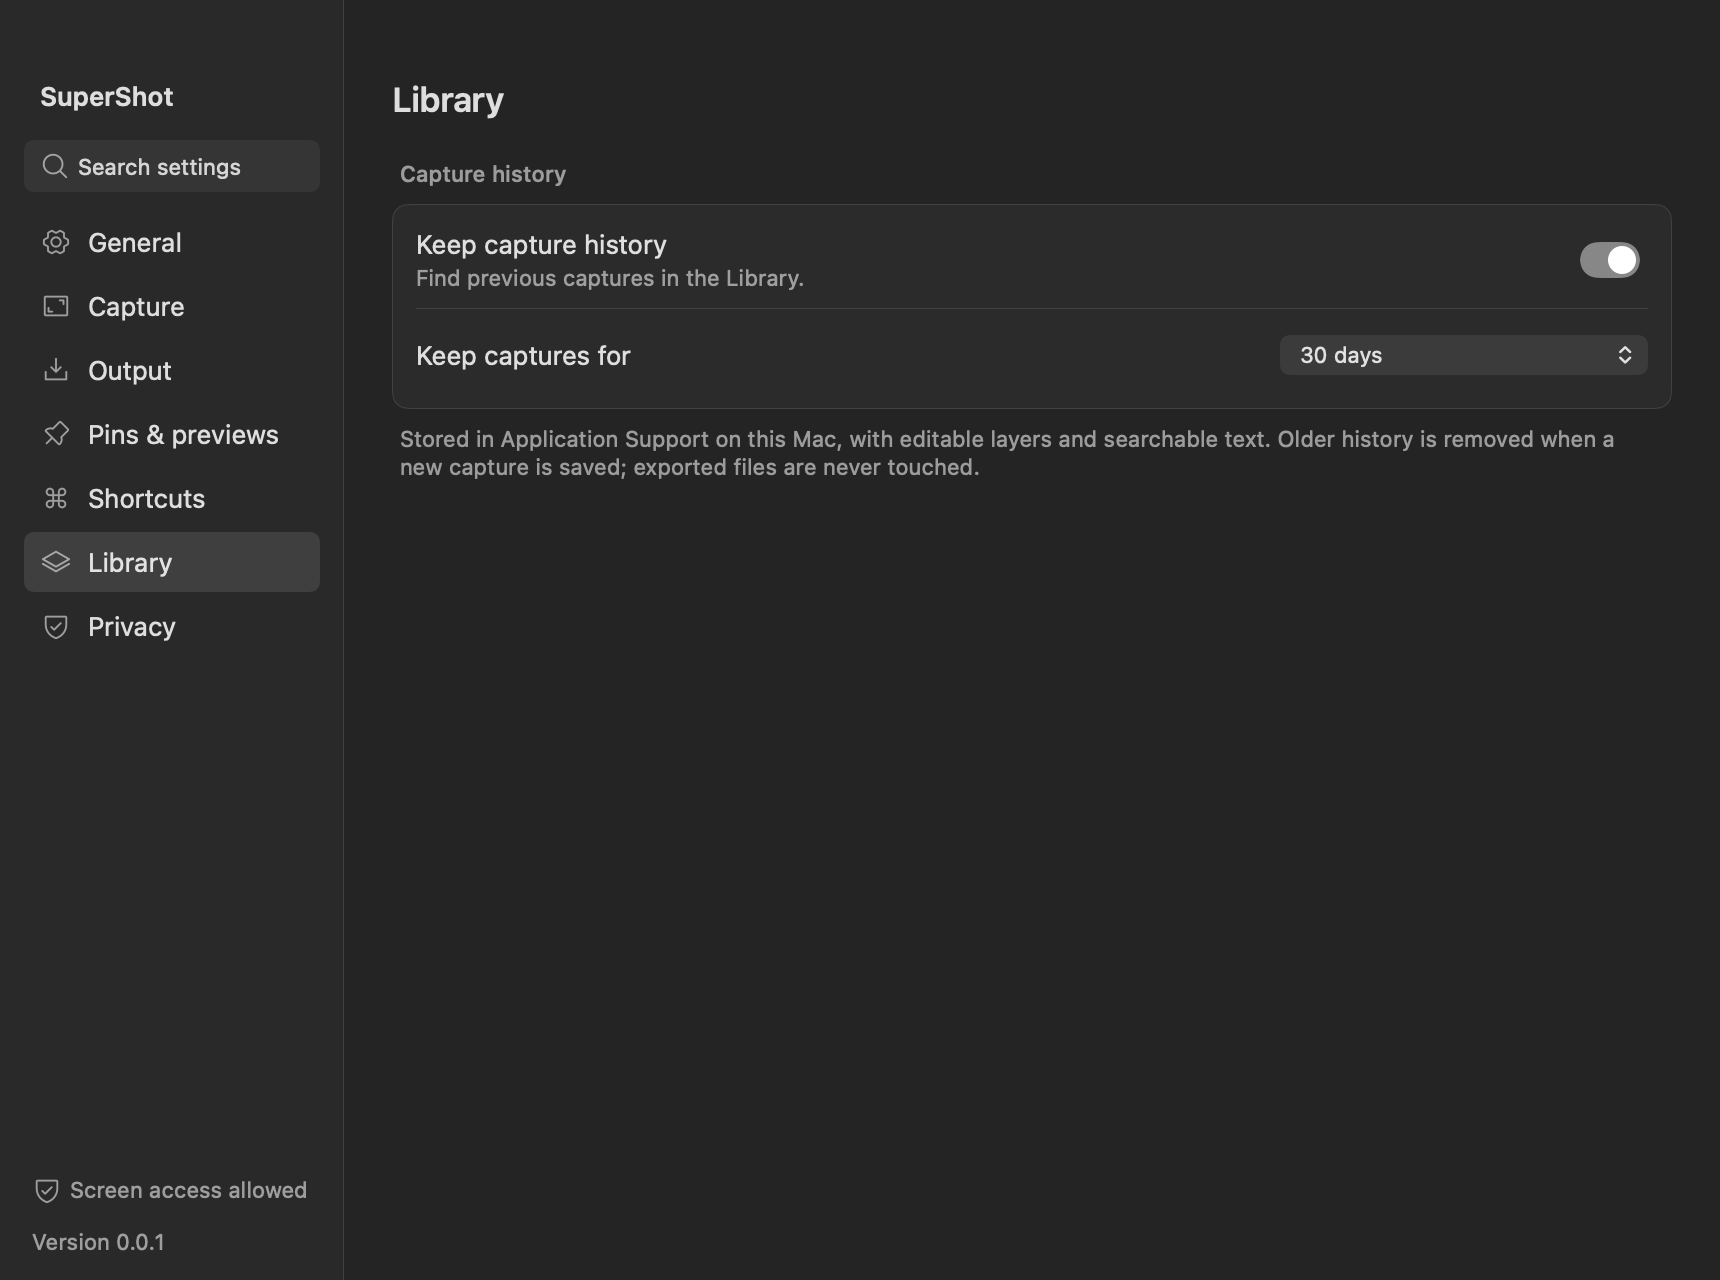 SuperShot
Search settings
General
Capture
Output
Pins & previews
Shortcuts
Library
Privacy
Screen access allowed
Version 0.0.1
Library
Capture history
Keep capture history
Find previous captures in the Library.
Keep captures for
30 days
Stored in Application Support on this Mac, with editable layers and searchable text. Older history is removed when a
new capture is saved; exported files are never touched.